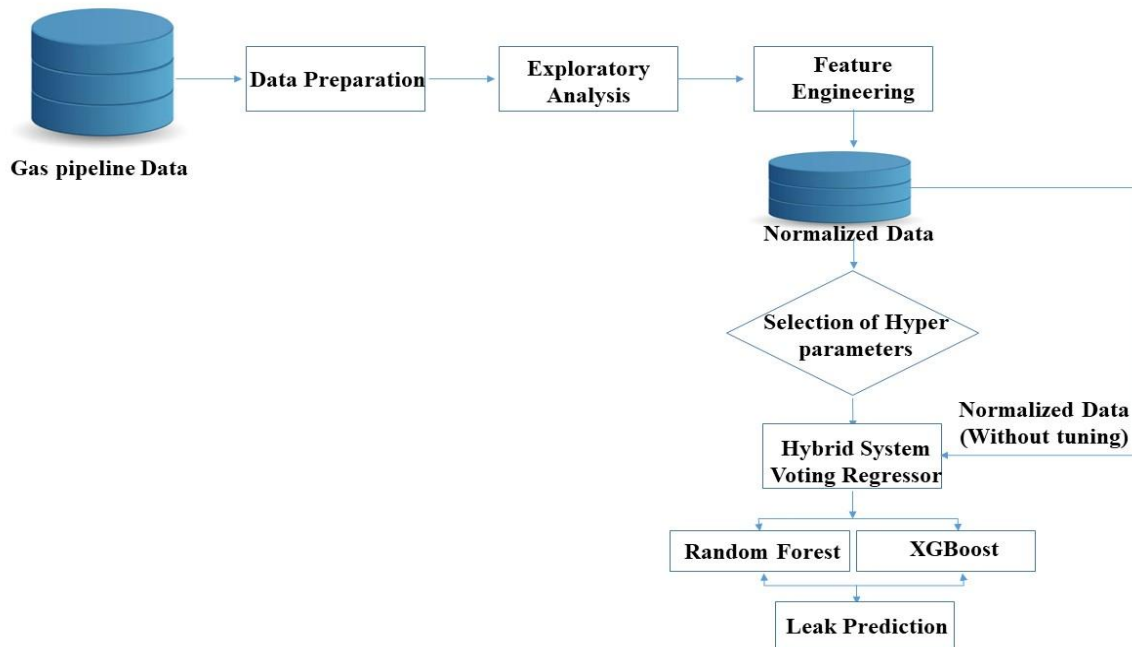 Gas pipeline Data
Data Preparation
Exploratory
Analysis
Feature
Engineering
Normalized Data
Selection of Hyper
parameters
Normalized Data
(Without tuning)
Hybrid System
Voting Regressor
Random Forest
XGBoost
Leak Prediction